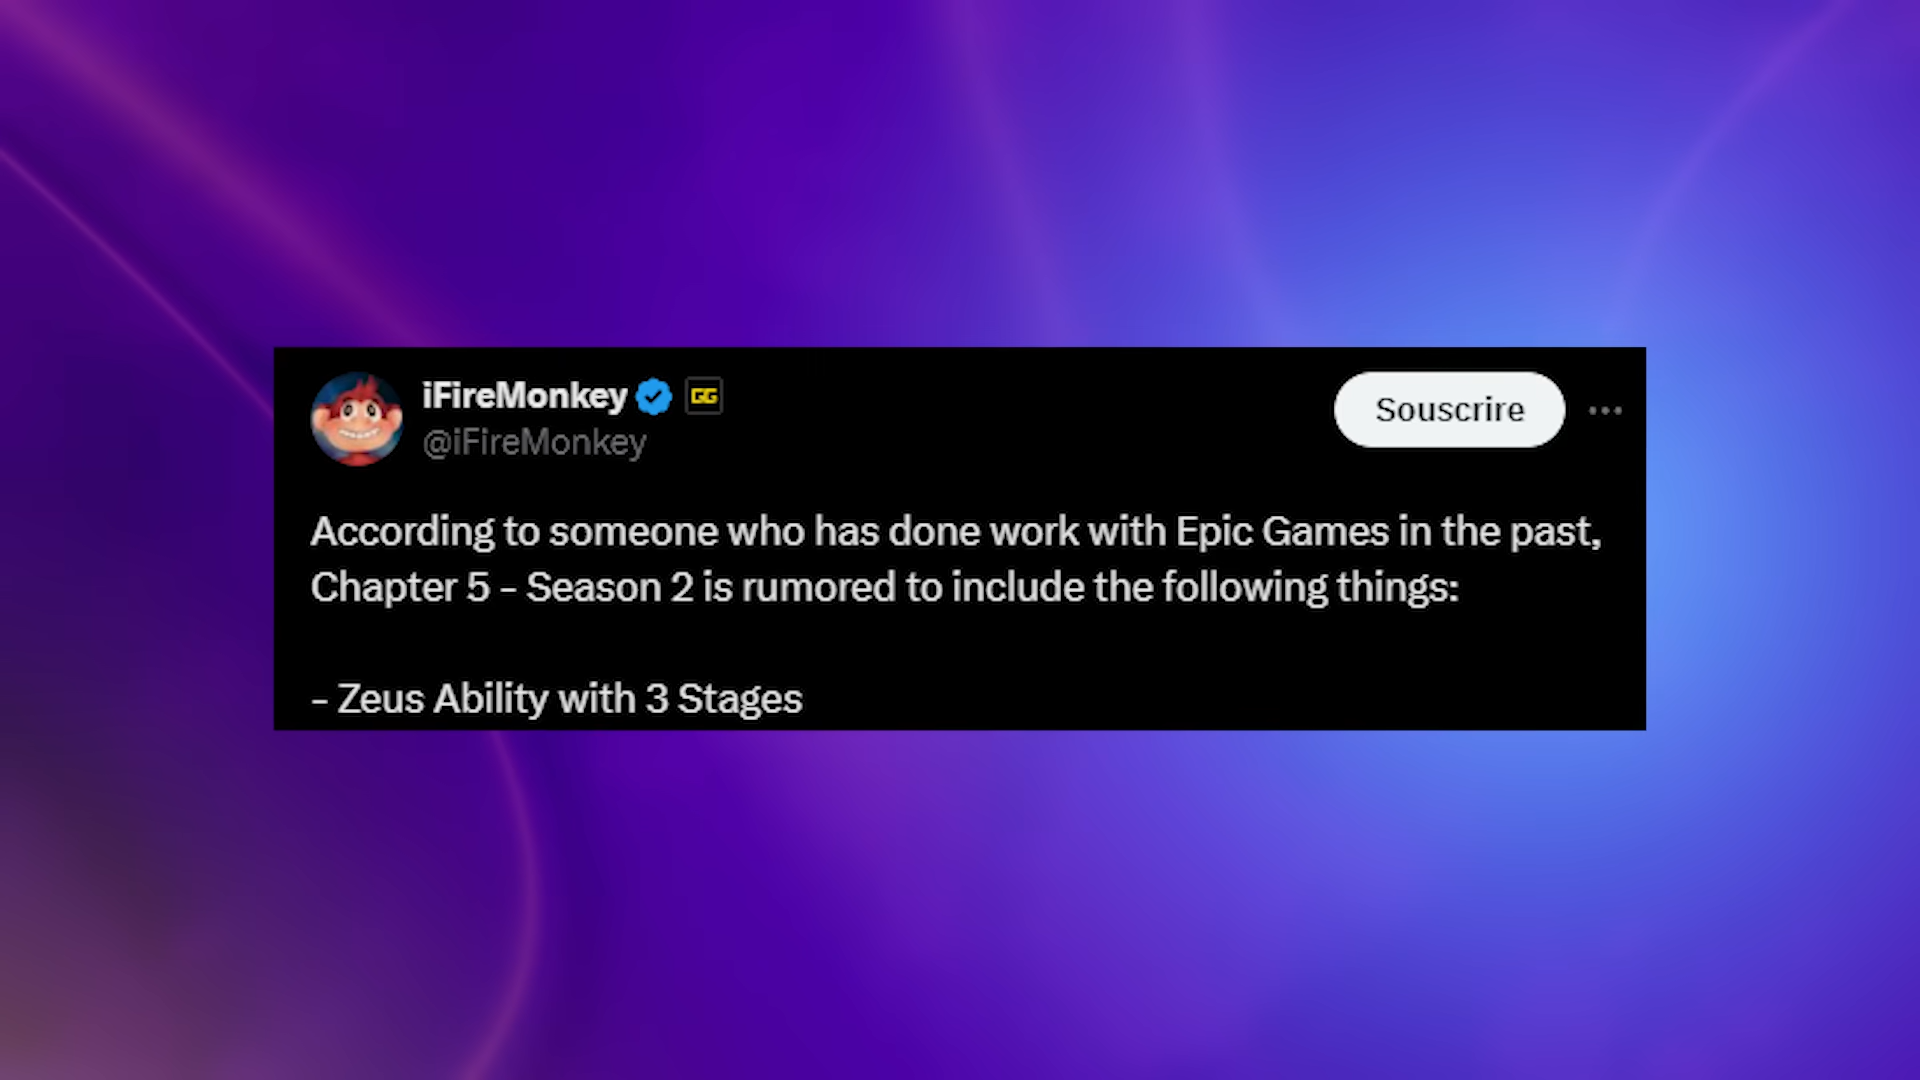 iFireMonkey GG
@iFireMonkey
Souscrire
According to someone who has done work with Epic Games in the past,
Chapter 5 – Season 2 is rumored to include the following things:
– Zeus Ability with 3 Stages